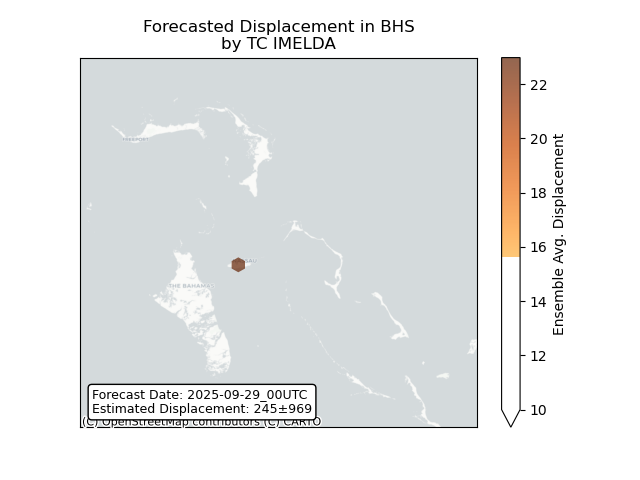 Forecasted Displacement in BHS
by TC IMELDA
22
20
18
16
14
12
10
Ensemble Avg. Displacement
THE BAHAMAS
Forecast Date: 2025-09-29_00UTC
Estimated Displacement: 245±969
(C) OpenStreetMap contributors (C) CARTO